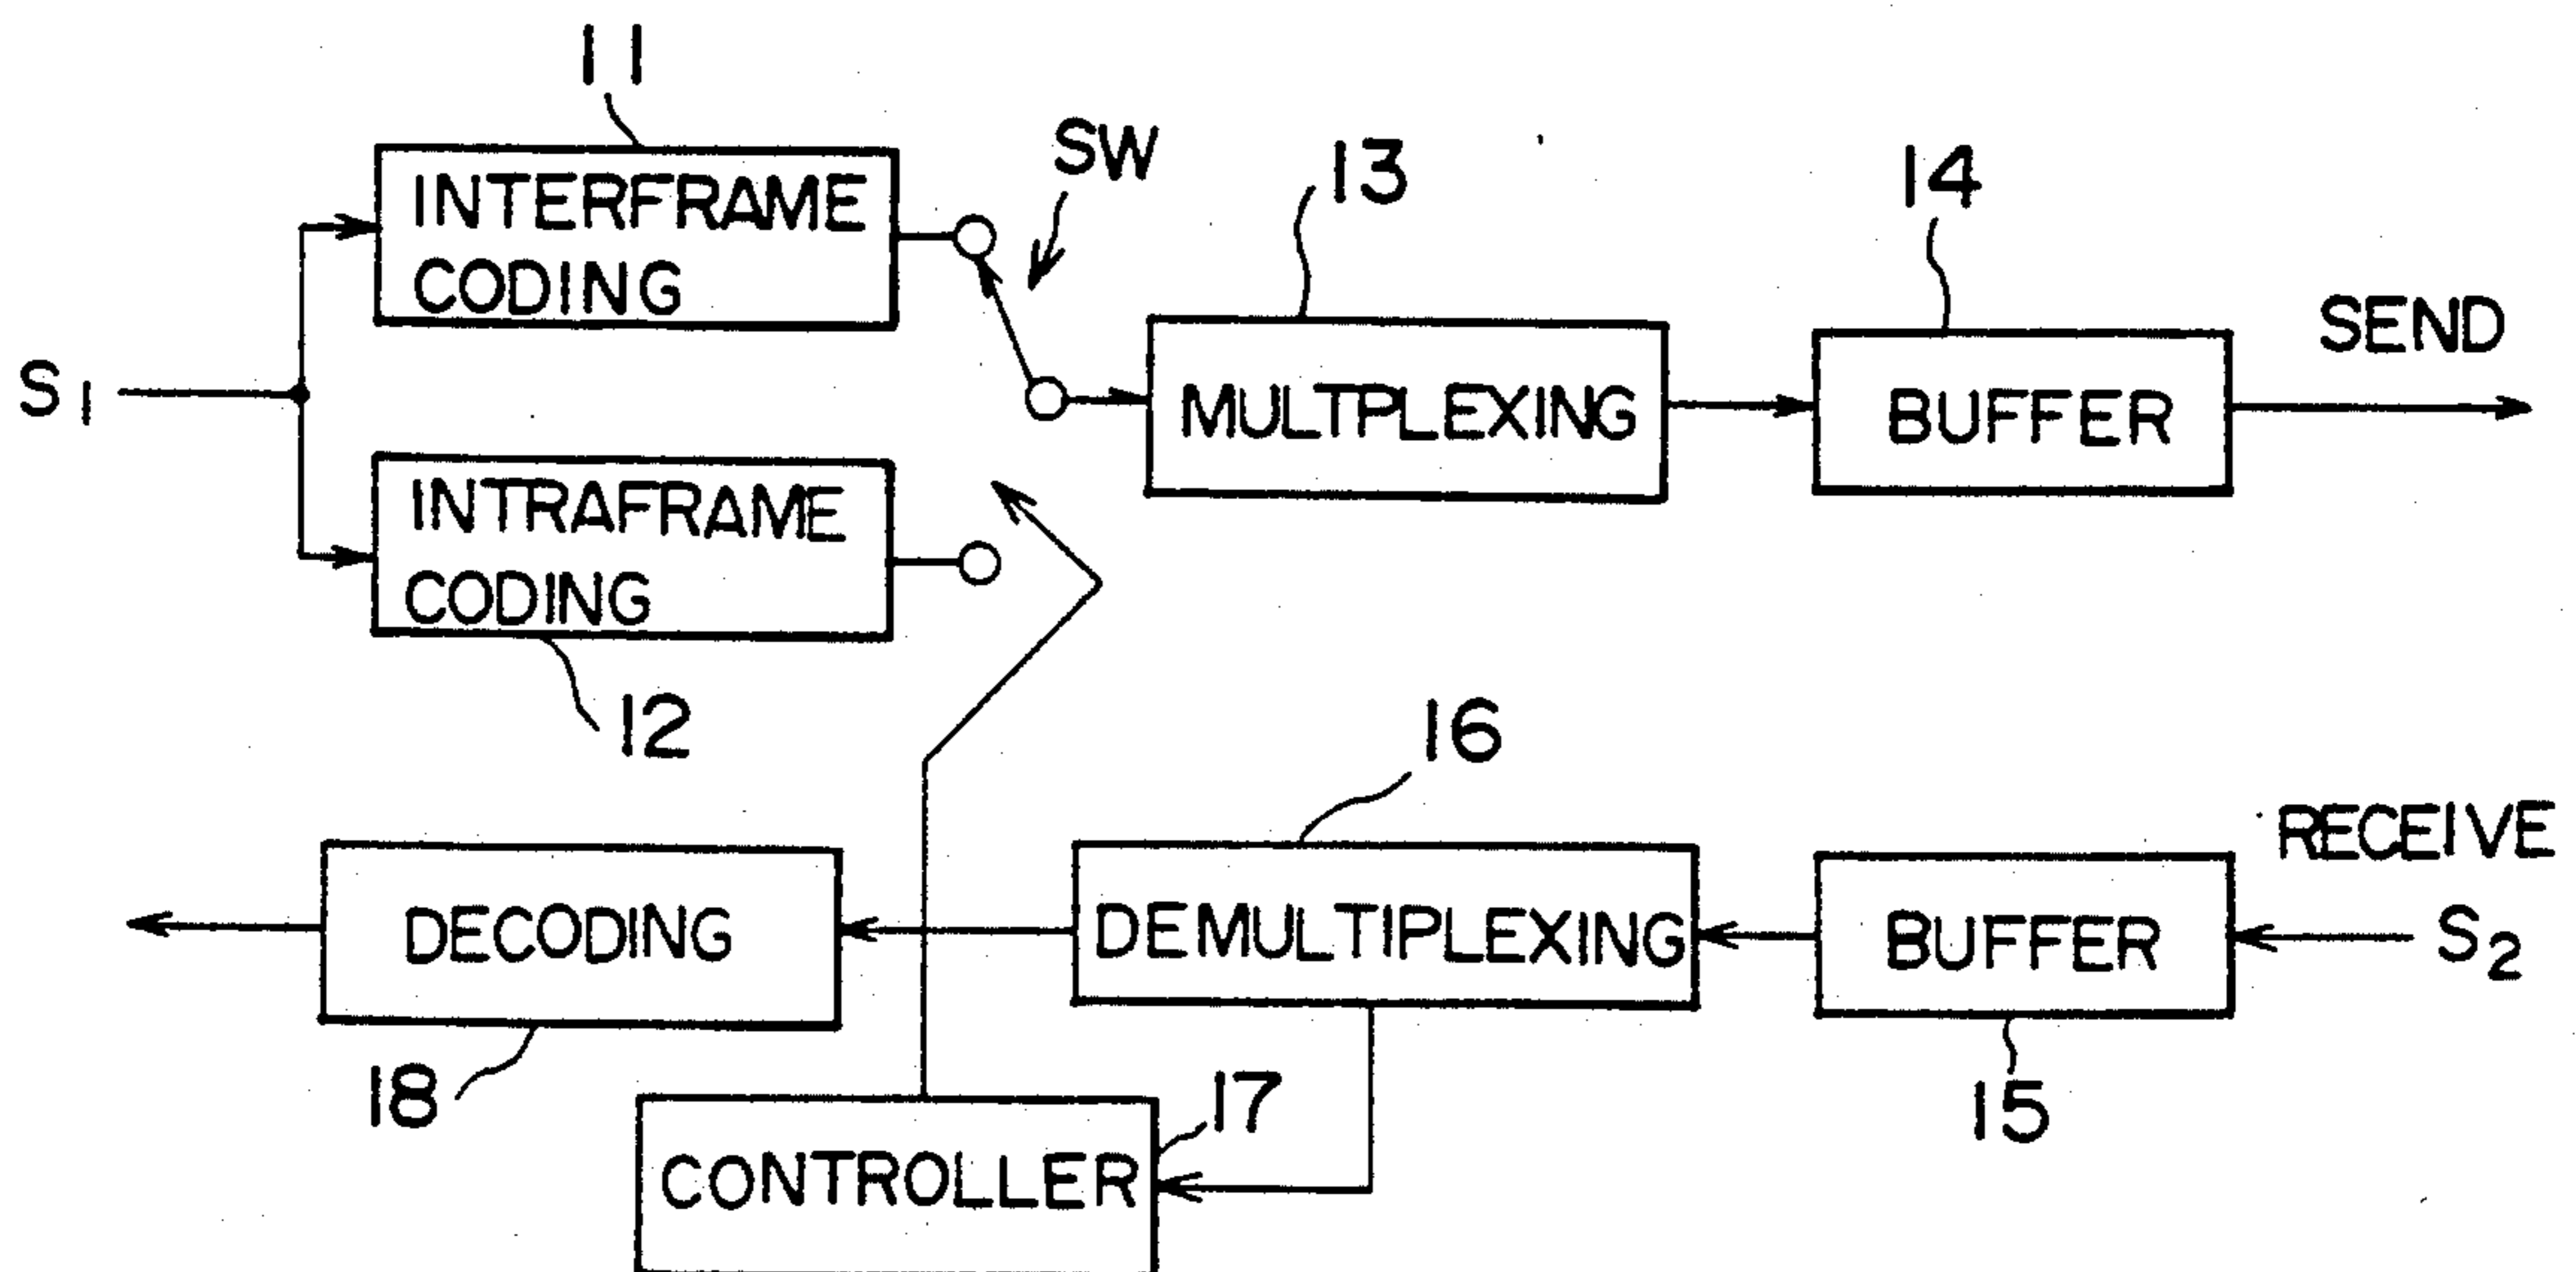 11
SW
13
14
INTERFRAME
CODING
SEND
S1
MULTPLEXING
BUFFER
INTRAFRAME
CODING
12
16
RECEIVE
DECODING
DEMULTIPLEXING
BUFFER
S2
18
17
15
CONTROLLER